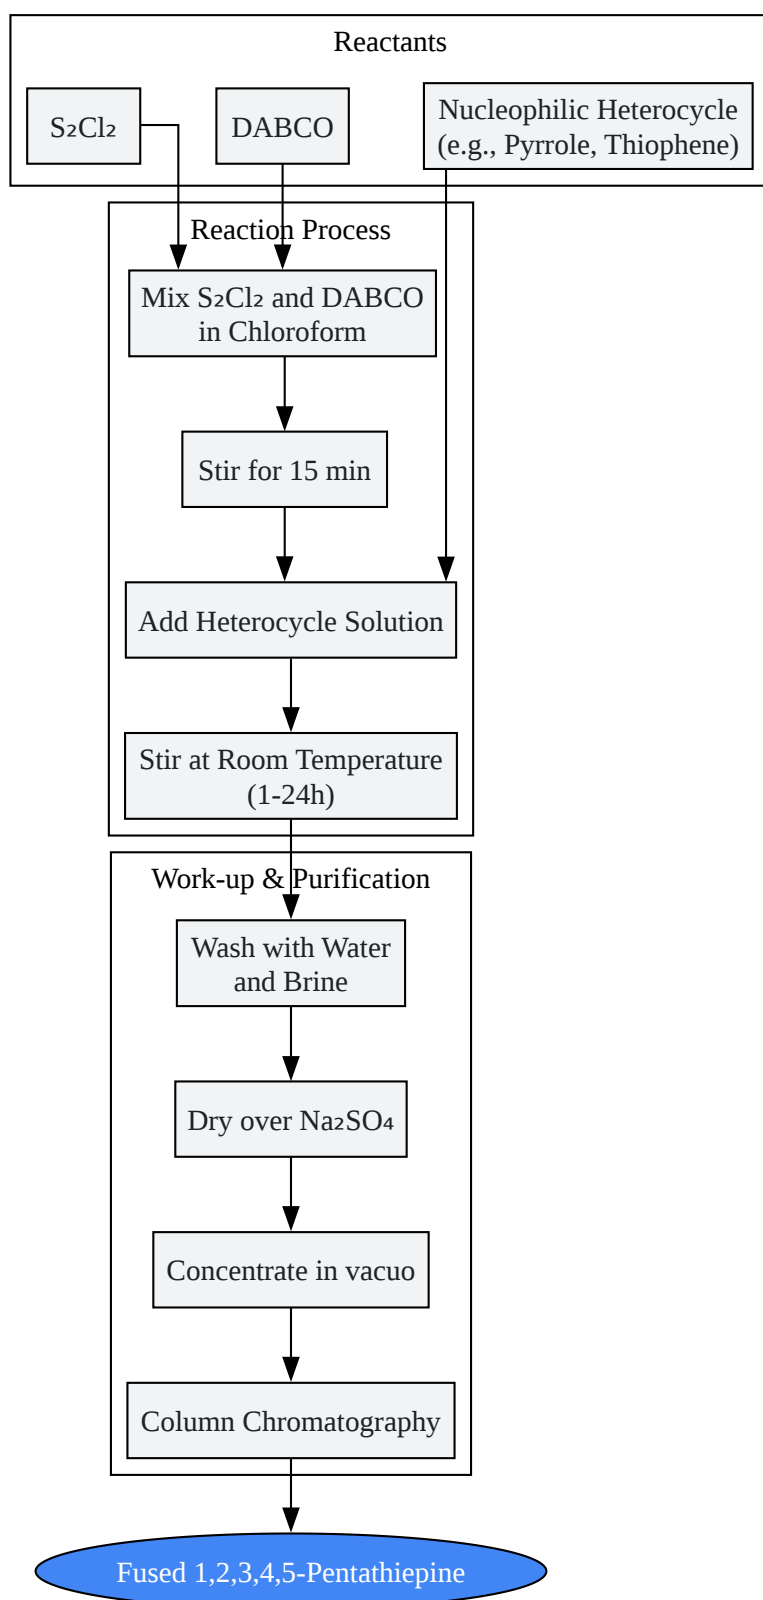 Reactants
S₂Cl₂
DABCO
Nucleophilic Heterocycle
(e.g., Pyrrole, Thiophene)
Reaction Process
Mix S₂Cl₂ and DABCO
in Chloroform
Stir for 15 min
Add Heterocycle Solution
Stir at Room Temperature
(1-24h)
Work-up & Purification
Wash with Water
and Brine
Dry over Na₂SO₄
Concentrate in vacuo
Column Chromatography
Fused 1,2,3,4,5-Pentathiepine